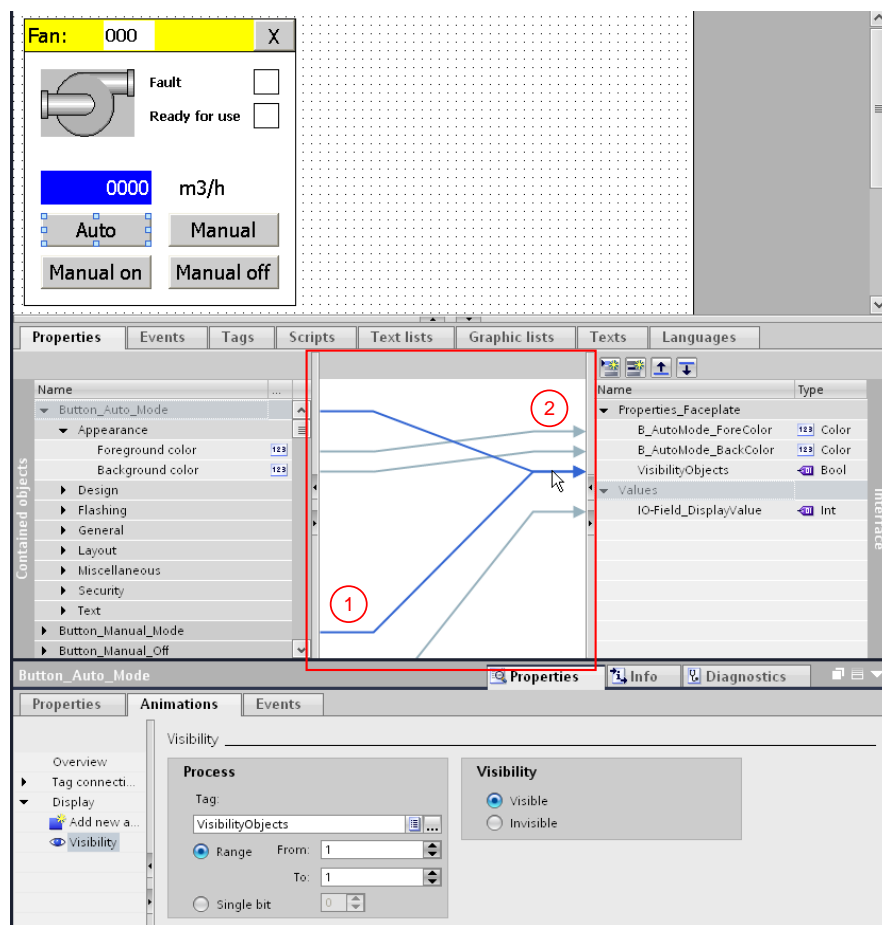 Fan: 000 X
Fault
Ready for use
0000 m3/h
Auto Manual
Manual on Manual off
Properties Events Tags Scripts Text lists Graphic lists Texts Languages
Name ... Name Type
Button_Auto_Mode 2 Properties_Faceplate
Appearance B_AutoMode_ForeColor 123 Color
Foreground color 123 B_AutoMode_BackColor 123 Color
Background color 123 VisibilityObjects Bool
Design Values
Flashing IO-Field_DisplayValue Int
General
Layout
Miscellaneous
Security 1
Text
Button_Manual_Mode
Button_Manual_Off
Contained objects
Interface
Button_Auto_Mode Properties Info Diagnostics
Properties Animations Events
Visibility
Overview Process Visibility
Tag connecti... Tag: Visible
Display VisibilityObjects ... Invisible
Add new a...
Visibility Range From: 1
To: 1
Single bit 0